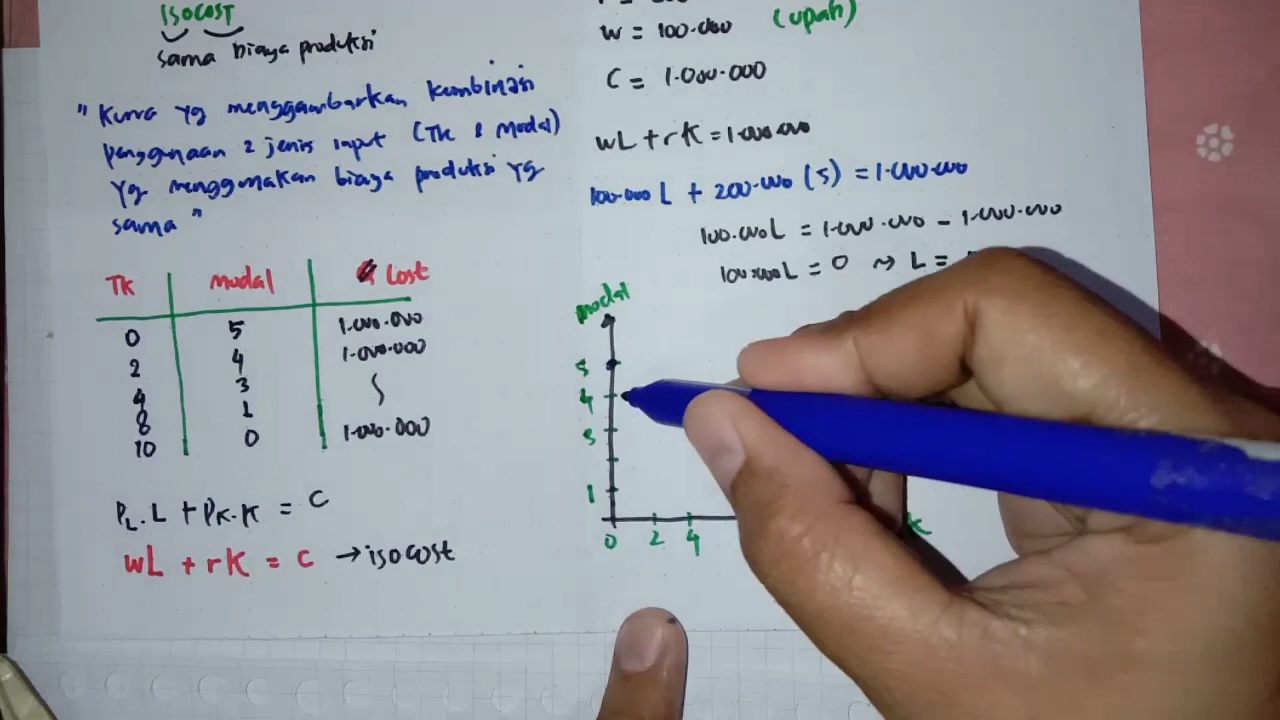 ISOCOST
sama biaya produksi
" Kurva yg menggambarkan kombinasi
penggunaan 2 jenis input (Tk & Modal)
yg menggunakan biaya produksi yg
sama "
Tk Modal Cost
0 5 1.000.000
2 4 1.000.000
4 3
8 1
10 0 1.000.000
PL.L + PK.K = C
wL + rK = C → isocost
W = 100.000 (upah)
C = 1.000.000
wL + rK = 1.000.000
100.000 L + 200.000 (5) = 1.000.000
100.000L = 1.000.000 - 1.000.000
100.000L = 0 ~> L =
modal
5
4
3
1
0 2 4